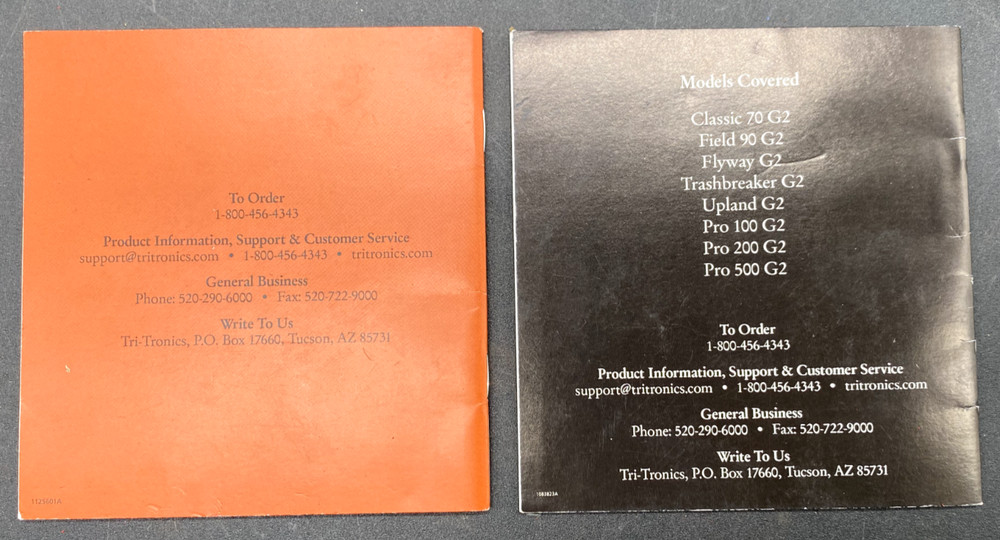 To Order
1-800-456-4343
Product Information, Support & Customer Service
support@tritronics.com • 1-800-456-4343 • tritronics.com
General Business
Phone: 520-290-6000 • Fax: 520-722-9000
Write To Us
Tri-Tronics, P.O. Box 17660, Tucson, AZ 85731
Models Covered
Classic 70 G2
Field 90 G2
Flyway G2
Trashbreaker G2
Upland G2
Pro 100 G2
Pro 200 G2
Pro 500 G2
To Order
1-800-456-4343
Product Information, Support & Customer Service
support@tritronics.com • 1-800-456-4343 • tritronics.com
General Business
Phone: 520-290-6000 • Fax: 520-722-9000
Write To Us
Tri-Tronics, P.O. Box 17660, Tucson, AZ 85731